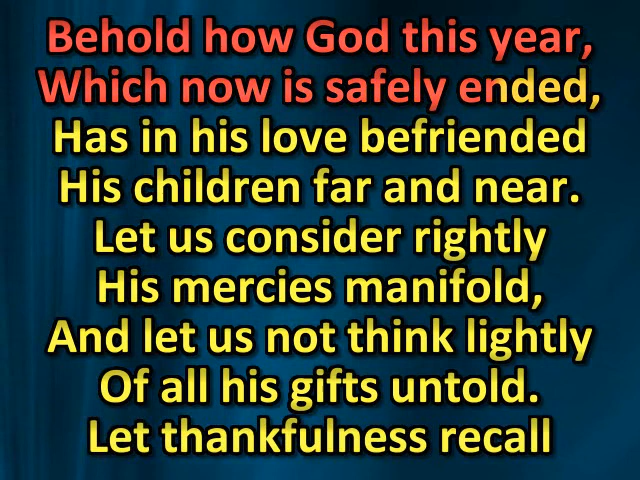 Behold how God this year,
Which now is safely ended,
Has in his love befriended
His children far and near.
Let us consider rightly
His mercies manifold,
And let us not think lightly
Of all his gifts untold.
Let thankfulness recall